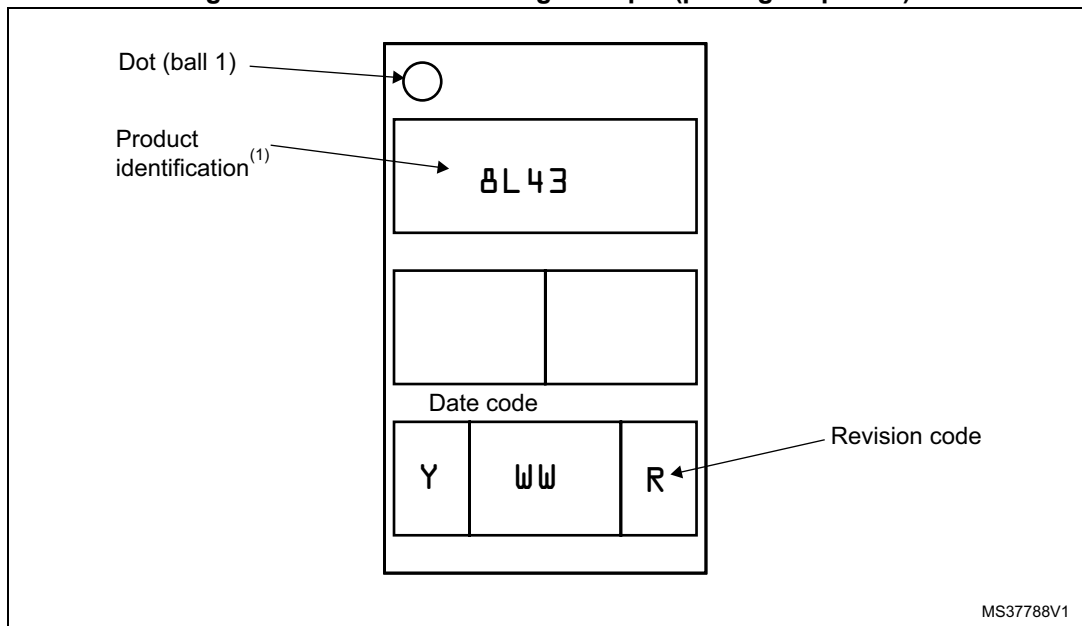 Dot (ball 1)
Product
identification(1)
8L43
Date code
Y WW R
Revision code
MS37788V1